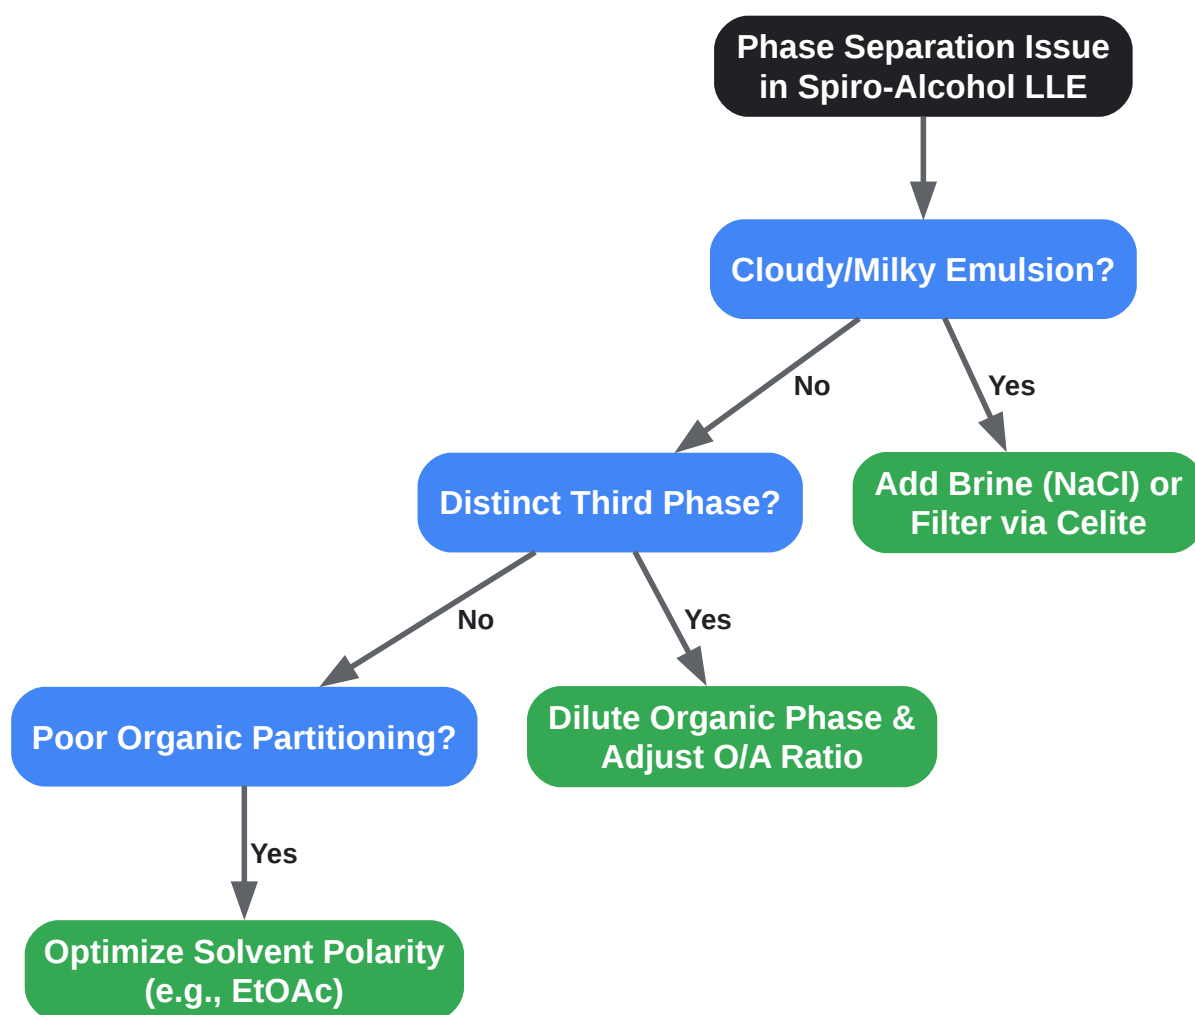 Phase Separation Issue
in Spiro-Alcohol LLE
Cloudy/Milky Emulsion?
No
Yes
Distinct Third Phase?
Add Brine (NaCl) or
Filter via Celite
No
Yes
Poor Organic Partitioning?
Dilute Organic Phase &
Adjust O/A Ratio
Yes
Optimize Solvent Polarity
(e.g., EtOAc)